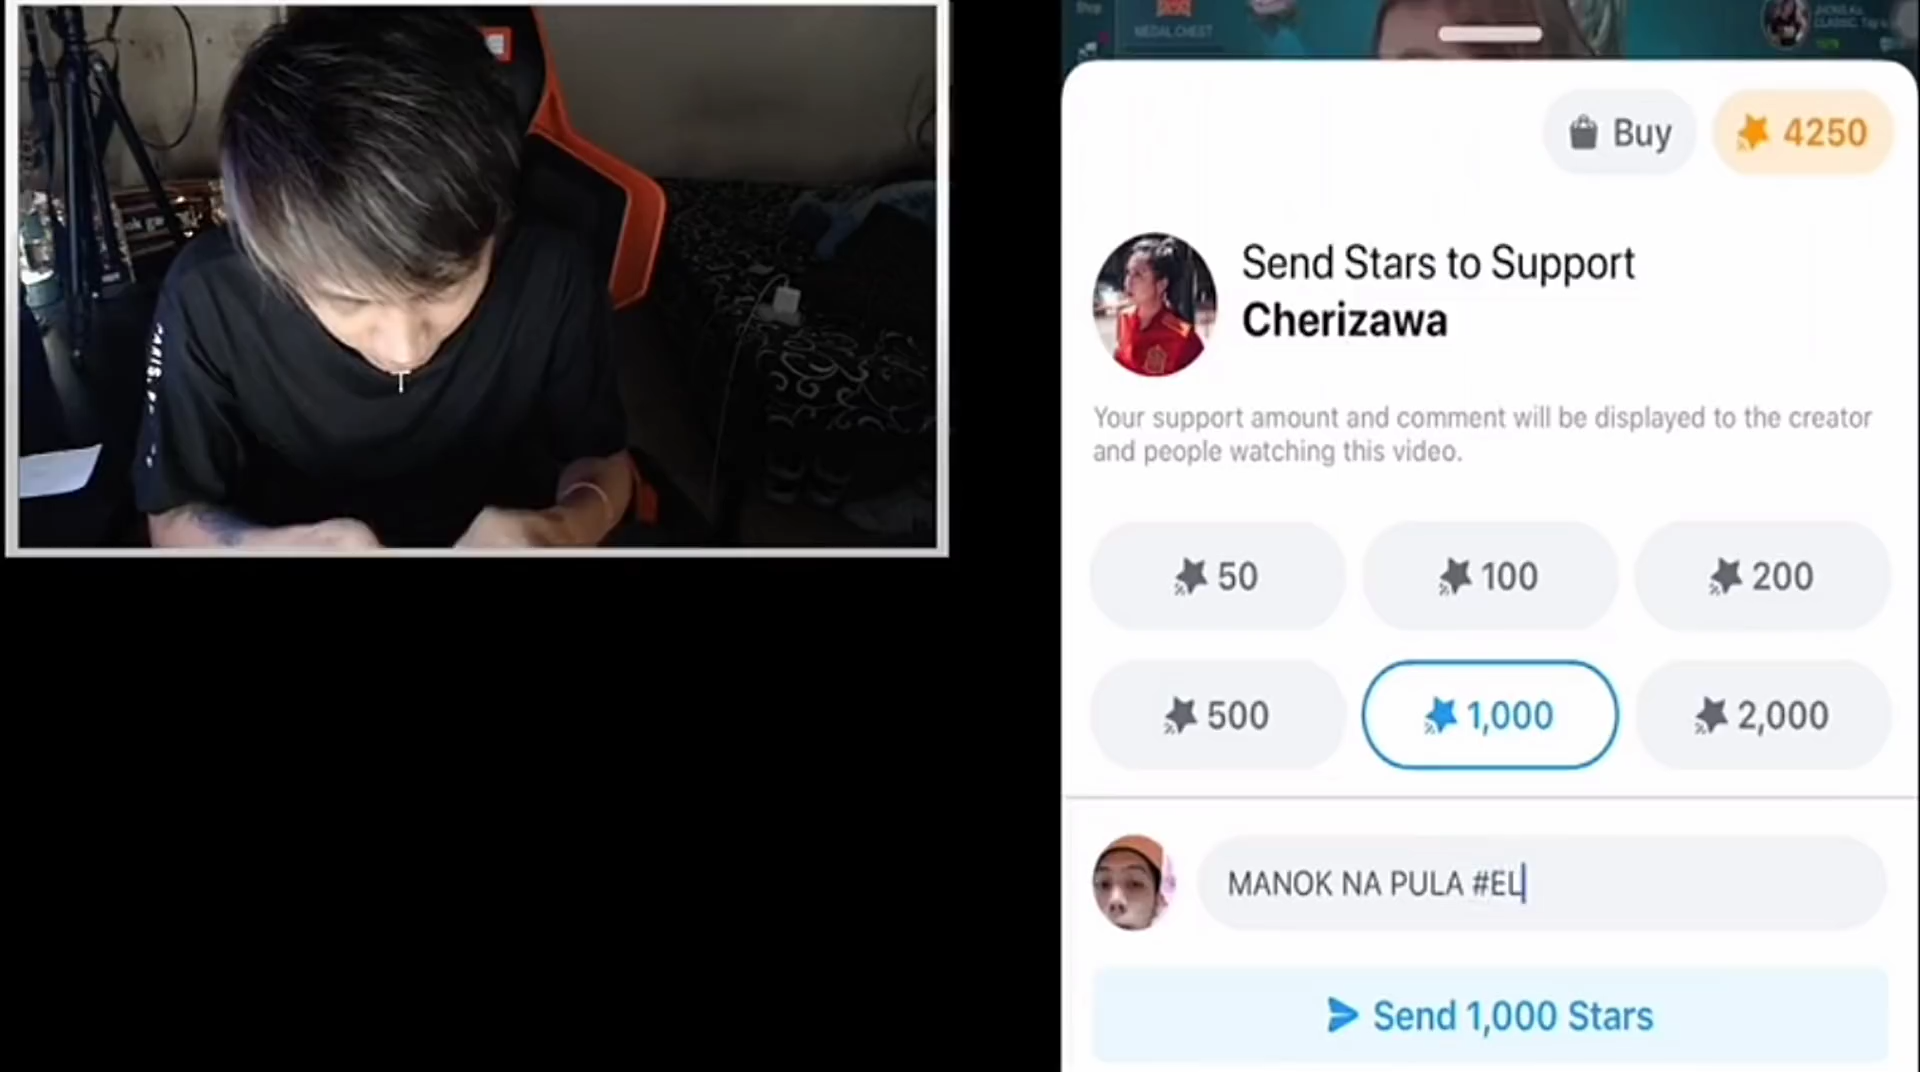 MEDAL CHEST
Buy
4250
Send Stars to Support
Cherizawa
Your support amount and comment will be displayed to the creator
and people watching this video.
50
100
200
500
1,000
2,000
MANOK NA PULA #EL
Send 1,000 Stars